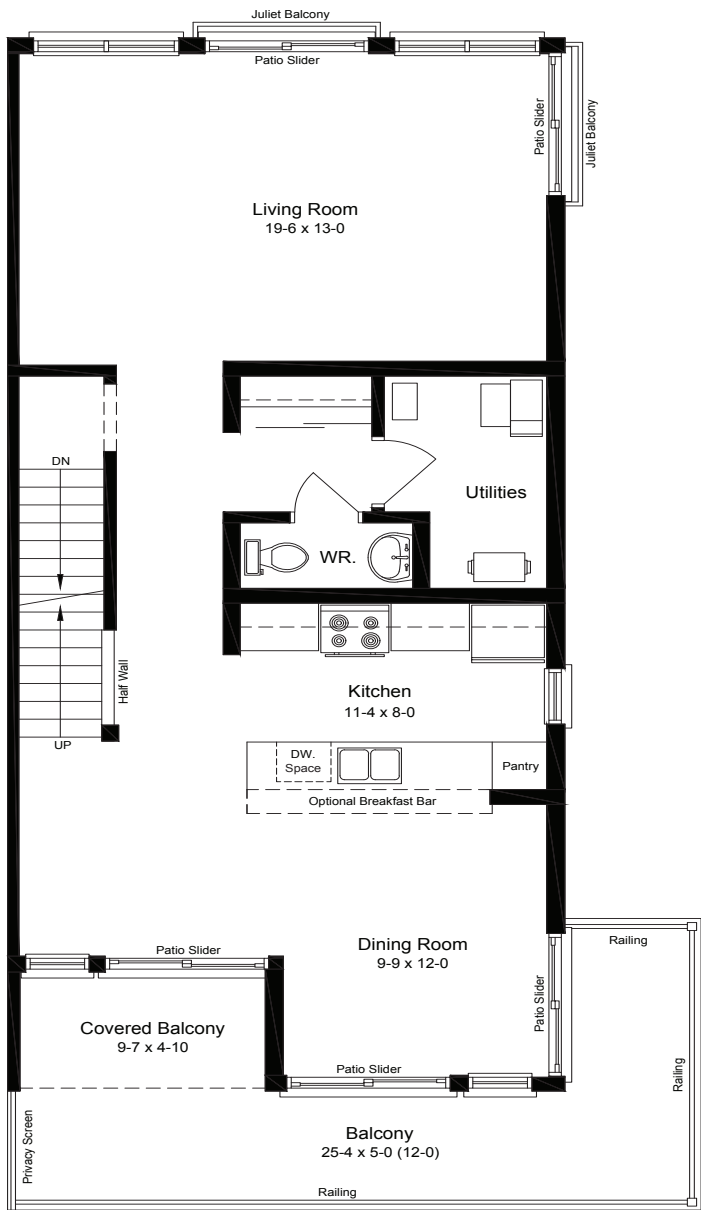 Juliet Balcony
Patio Slider
Patio Slider
Juliet Balcony
Living Room
19-6 x 13-0
DN
Utilities
WR.
Half Wall
UP
Kitchen
11-4 x 8-0
DW.
Space
Pantry
Optional Breakfast Bar
Patio Slider
Dining Room
9-9 x 12-0
Railing
Patio Slider
Covered Balcony
9-7 x 4-10
Patio Slider
Railing
Privacy Screen
Balcony
25-4 x 5-0 (12-0)
Railing